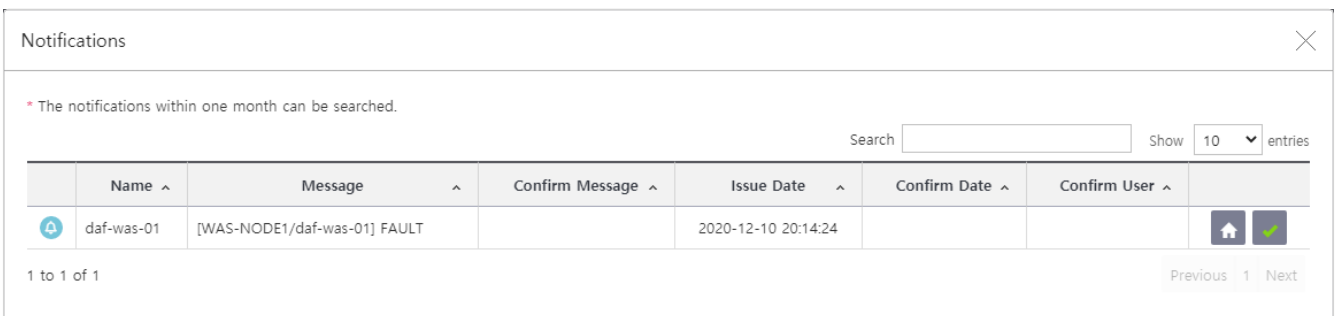 Notifications
* The notifications within one month can be searched.
Search Show 10 entries
Name Message Confirm Message Issue Date Confirm Date Confirm User
daf-was-01 [WAS-NODE1/daf-was-01] FAULT 2020-12-10 20:14:24
1 to 1 of 1 Previous 1 Next